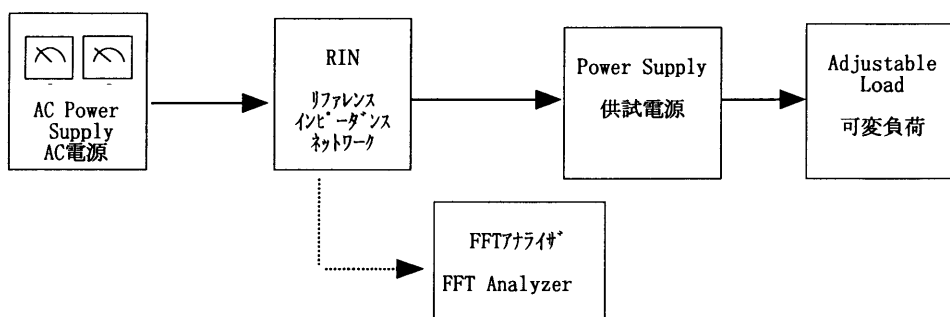 AC Power
Supply
AC電源
RIN
リファレンス
インピーダンス
ネットワーク
Power Supply
供試電源
Adjustable
Load
可変負荷
FFTアナライザ
FFT Analyzer